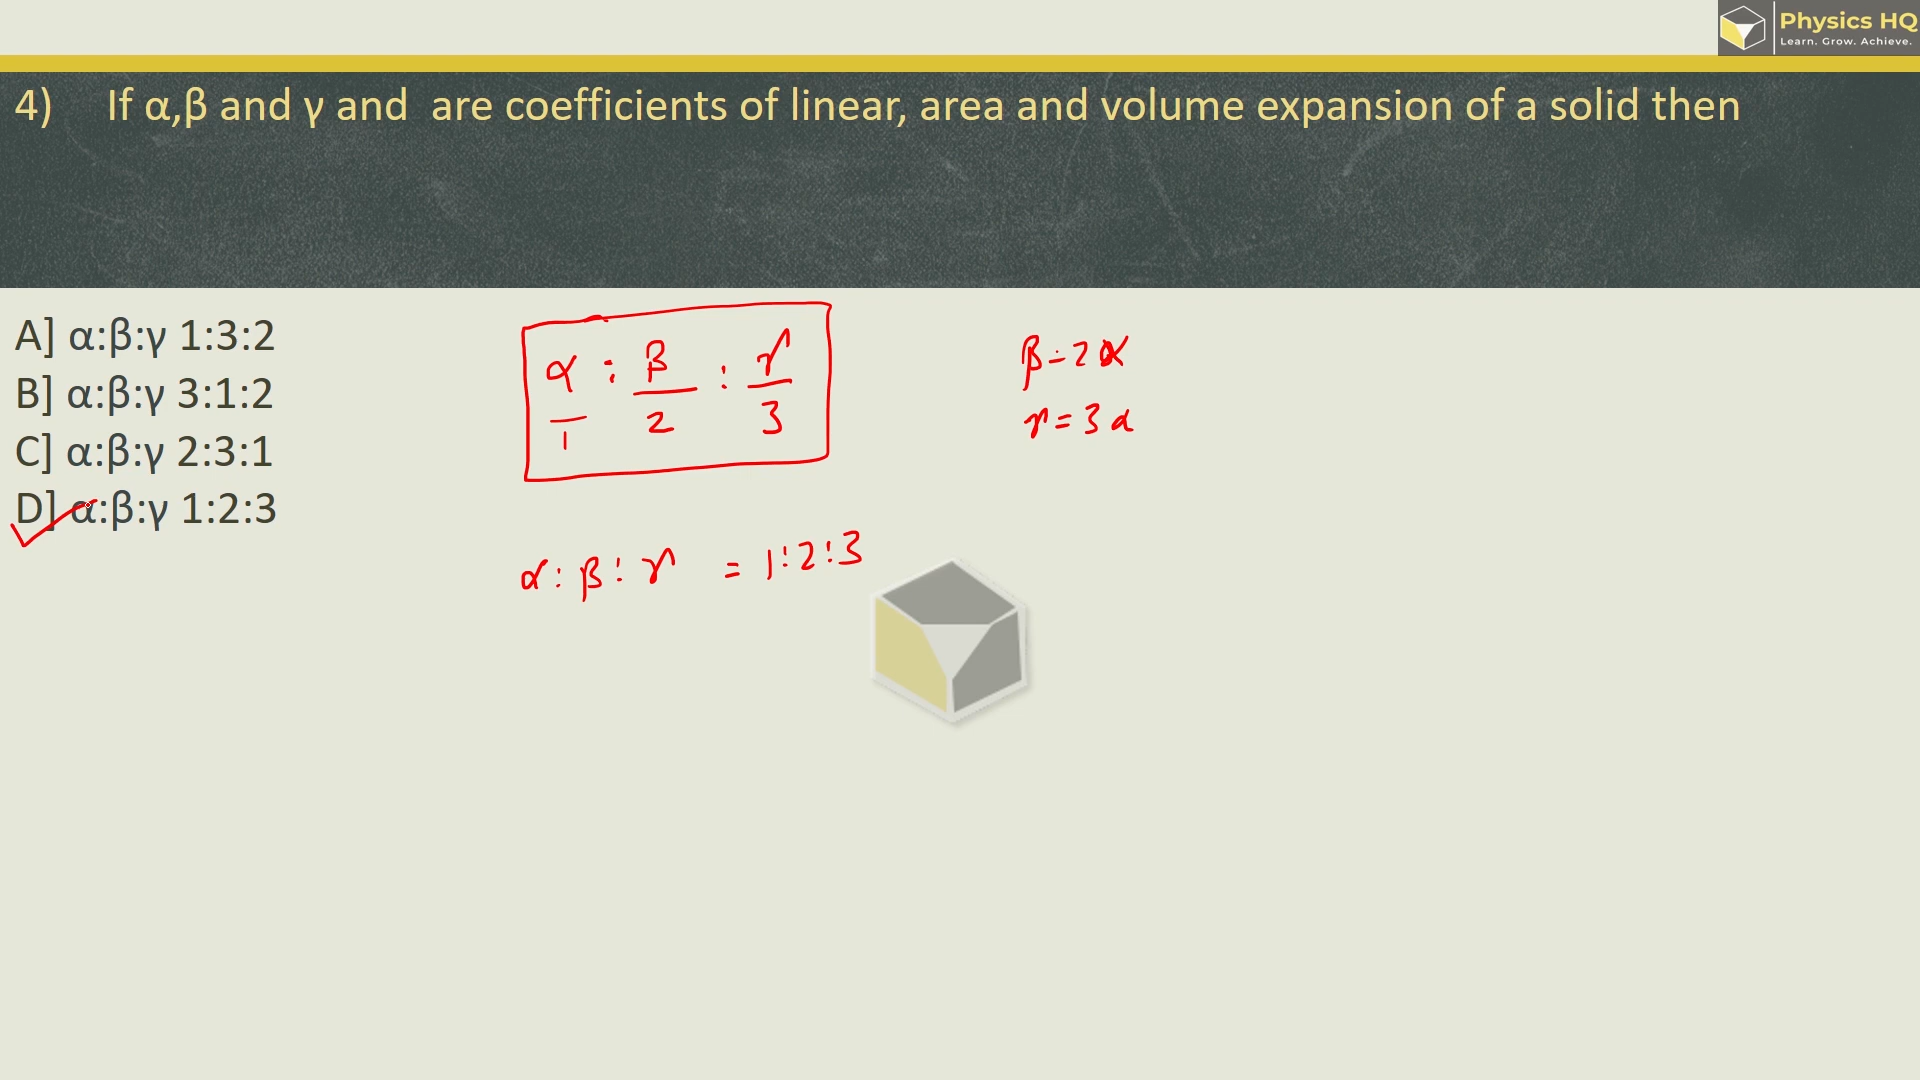 Physics HQ
Learn. Grow. Achieve.
4) If α,β and γ and are coefficients of linear, area and volume expansion of a solid then
A] α:β:γ 1:3:2
B] α:β:γ 3:1:2
C] α:β:γ 2:3:1
D] α:β:γ 1:2:3
α/1 : β/2 : γ/3
β=2α
γ=3α
α:β:γ = 1:2:3